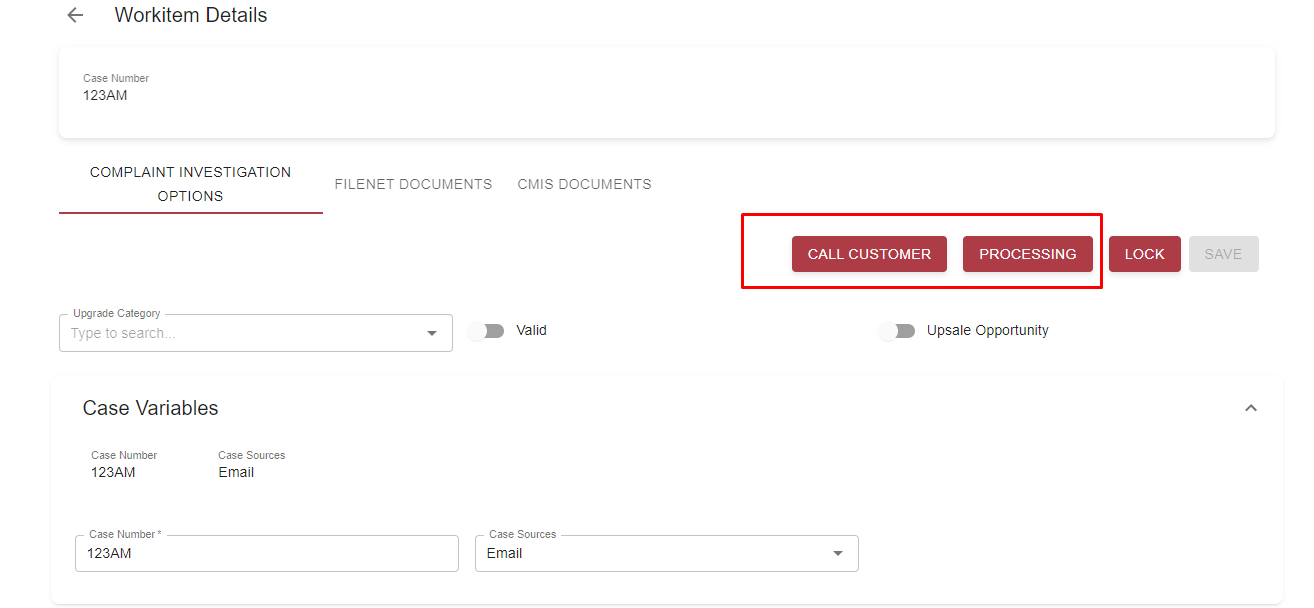 Workitem Details
Case Number
123AM
COMPLAINT INVESTIGATION
OPTIONS
FILENET DOCUMENTS
CMIS DOCUMENTS
CALL CUSTOMER
PROCESSING
LOCK
SAVE
Upgrade Category
Type to search...
Valid
Upsale Opportunity
Case Variables
Case Number
Case Sources
123AM
Email
Case Number *
Case Sources
123AM
Email